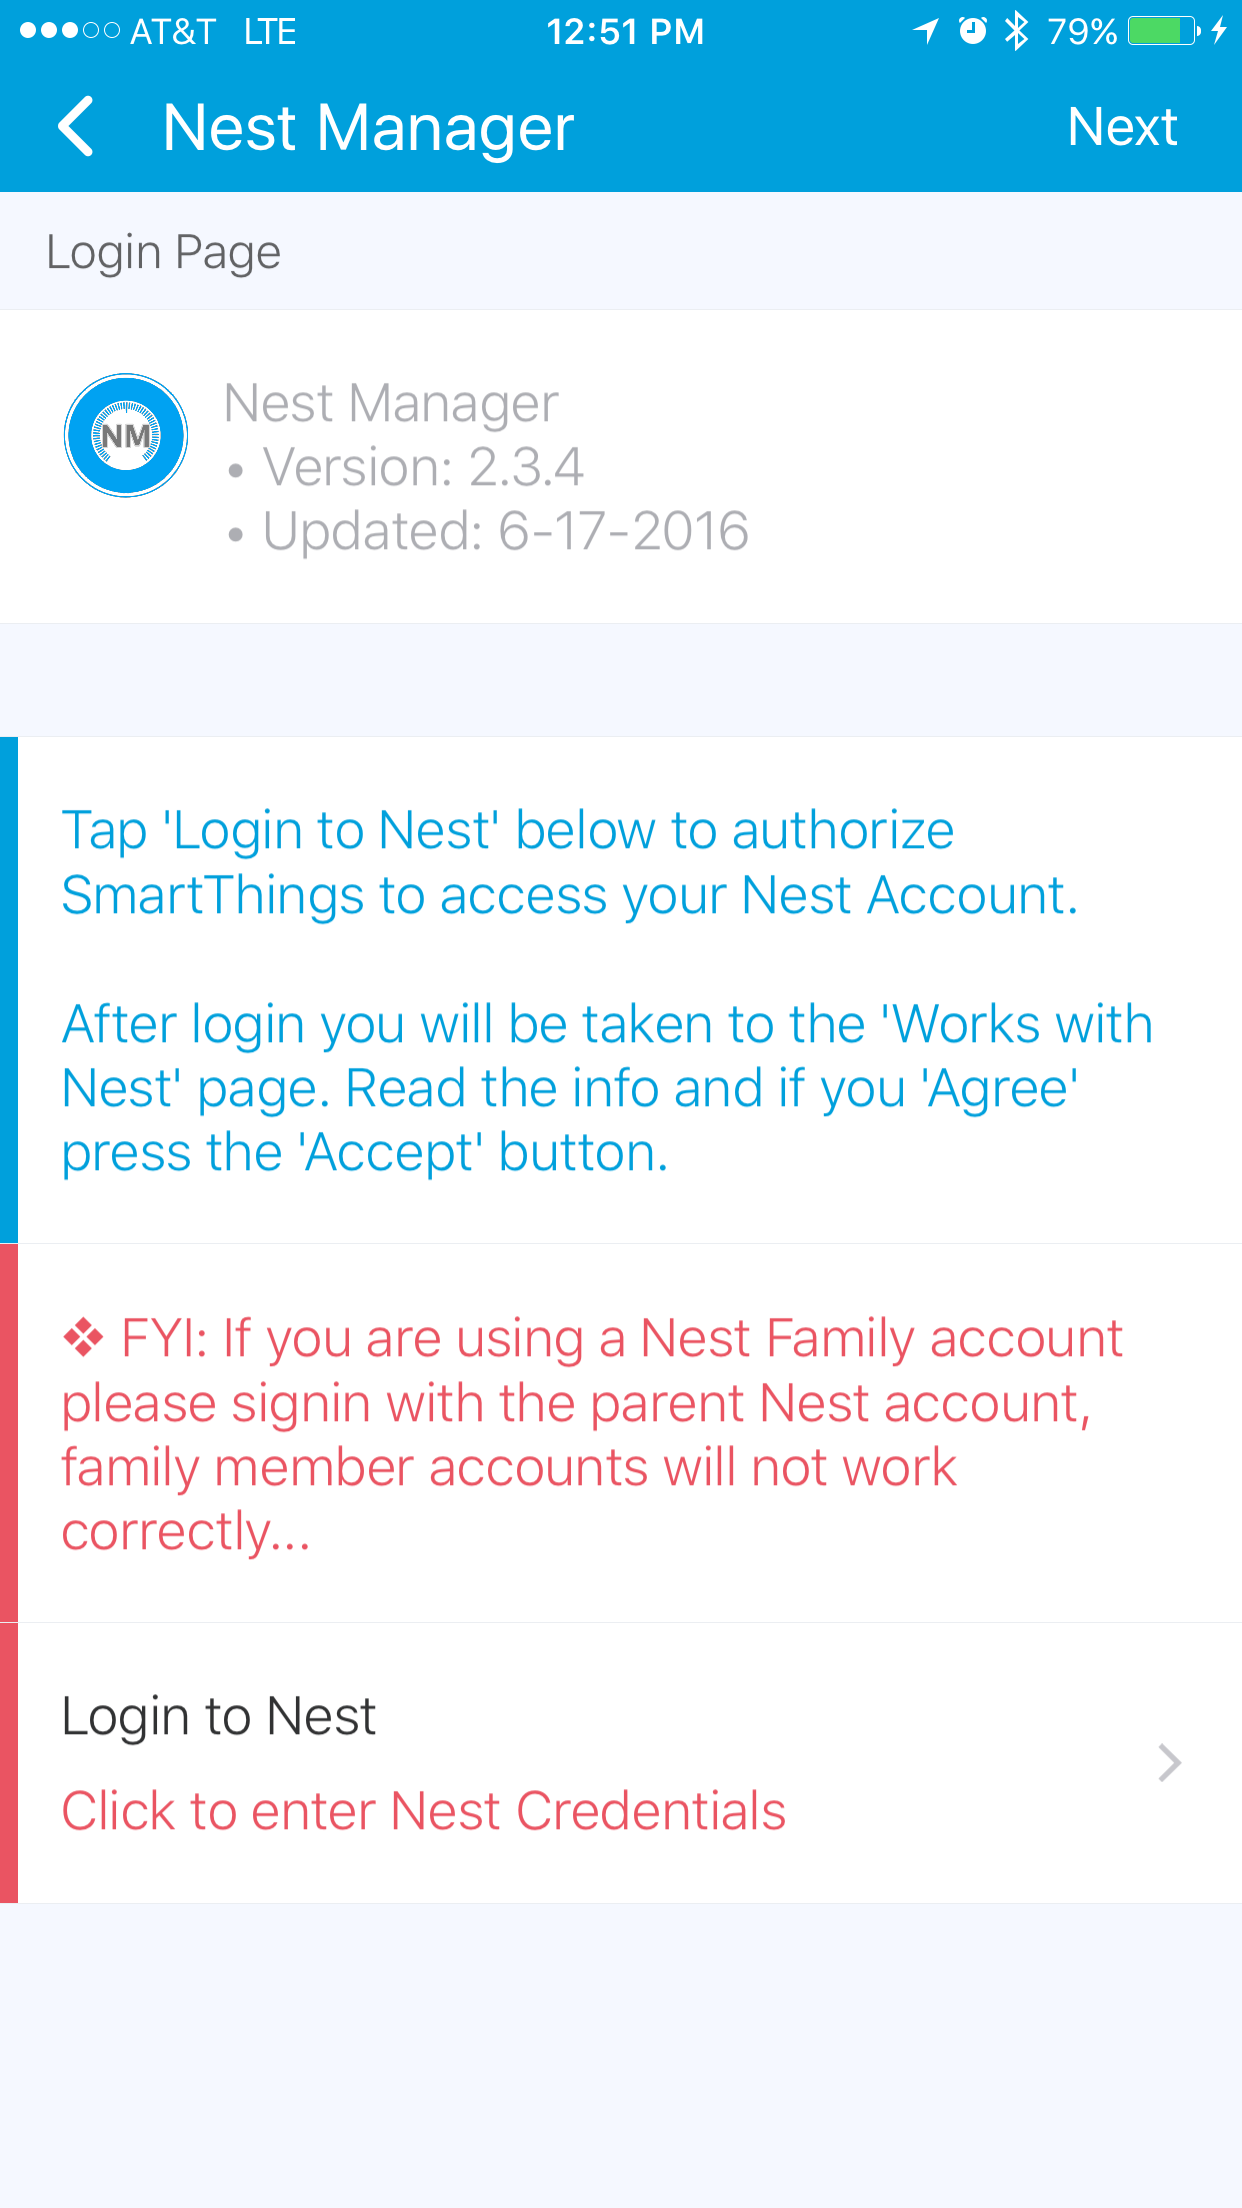 AT&T LTE 12:51 PM 79%
Nest Manager Next
Login Page
NM
Nest Manager
• Version: 2.3.4
• Updated: 6-17-2016
Tap 'Login to Nest' below to authorize
SmartThings to access your Nest Account.
After login you will be taken to the 'Works with
Nest' page. Read the info and if you 'Agree'
press the 'Accept' button.
❖ FYI: If you are using a Nest Family account
please signin with the parent Nest account,
family member accounts will not work
correctly...
Login to Nest
Click to enter Nest Credentials